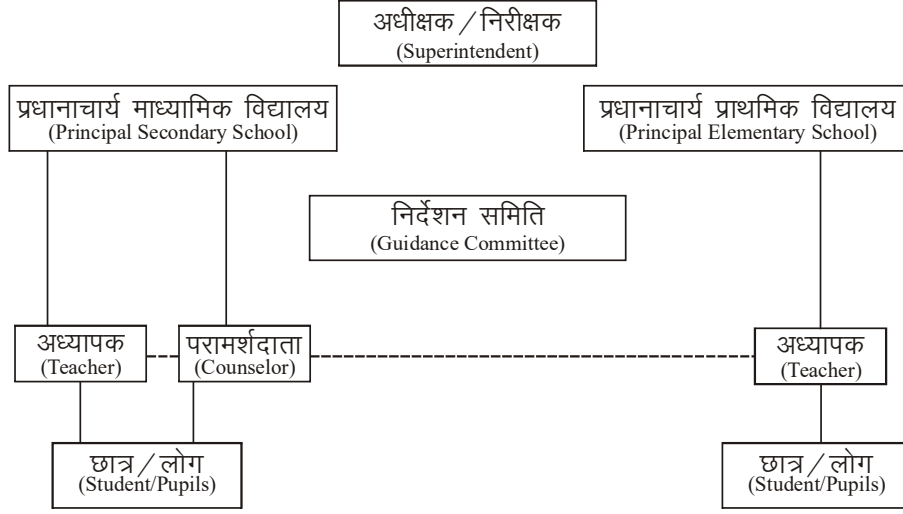 अधीक्षक / निरीक्षक
(Superintendent)
प्रधानाचार्य माध्यामिक विद्यालय
(Principal Secondary School)
प्रधानाचार्य प्राथमिक विद्यालय
(Principal Elementary School)
निर्देशन समिति
(Guidance Committee)
अध्यापक
(Teacher)
परामर्शदाता
(Counselor)
अध्यापक
(Teacher)
छात्र / लोग
(Student/Pupils)
छात्र / लोग
(Student/Pupils)